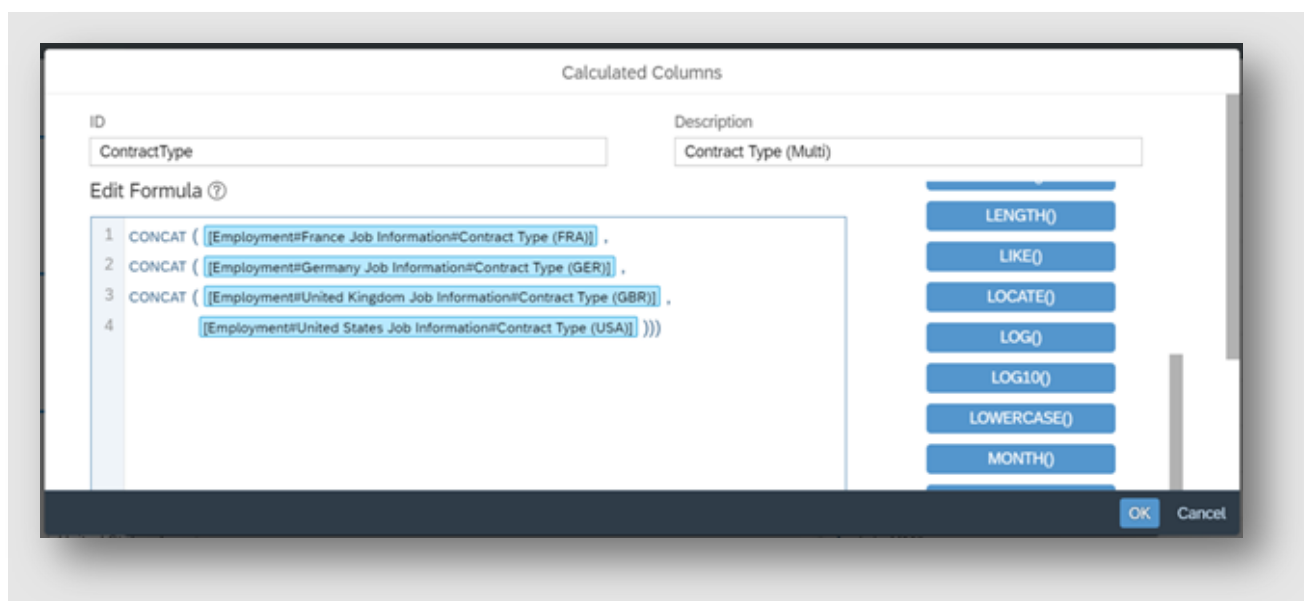 Calculated Columns
ID
Description
ContractType
Contract Type (Multi)
Edit Formula ?
1 CONCAT ( [Employment#France Job Information#Contract Type (FRA)] ,
2 CONCAT ( [Employment#Germany Job Information#Contract Type (GER)] ,
3 CONCAT ( [Employment#United Kingdom Job Information#Contract Type (GBR)] ,
4 [Employment#United States Job Information#Contract Type (USA)] )))
LENGTH()
LIKE()
LOCATE()
LOG()
LOG10()
LOWERCASE()
MONTH()
OK
Cancel